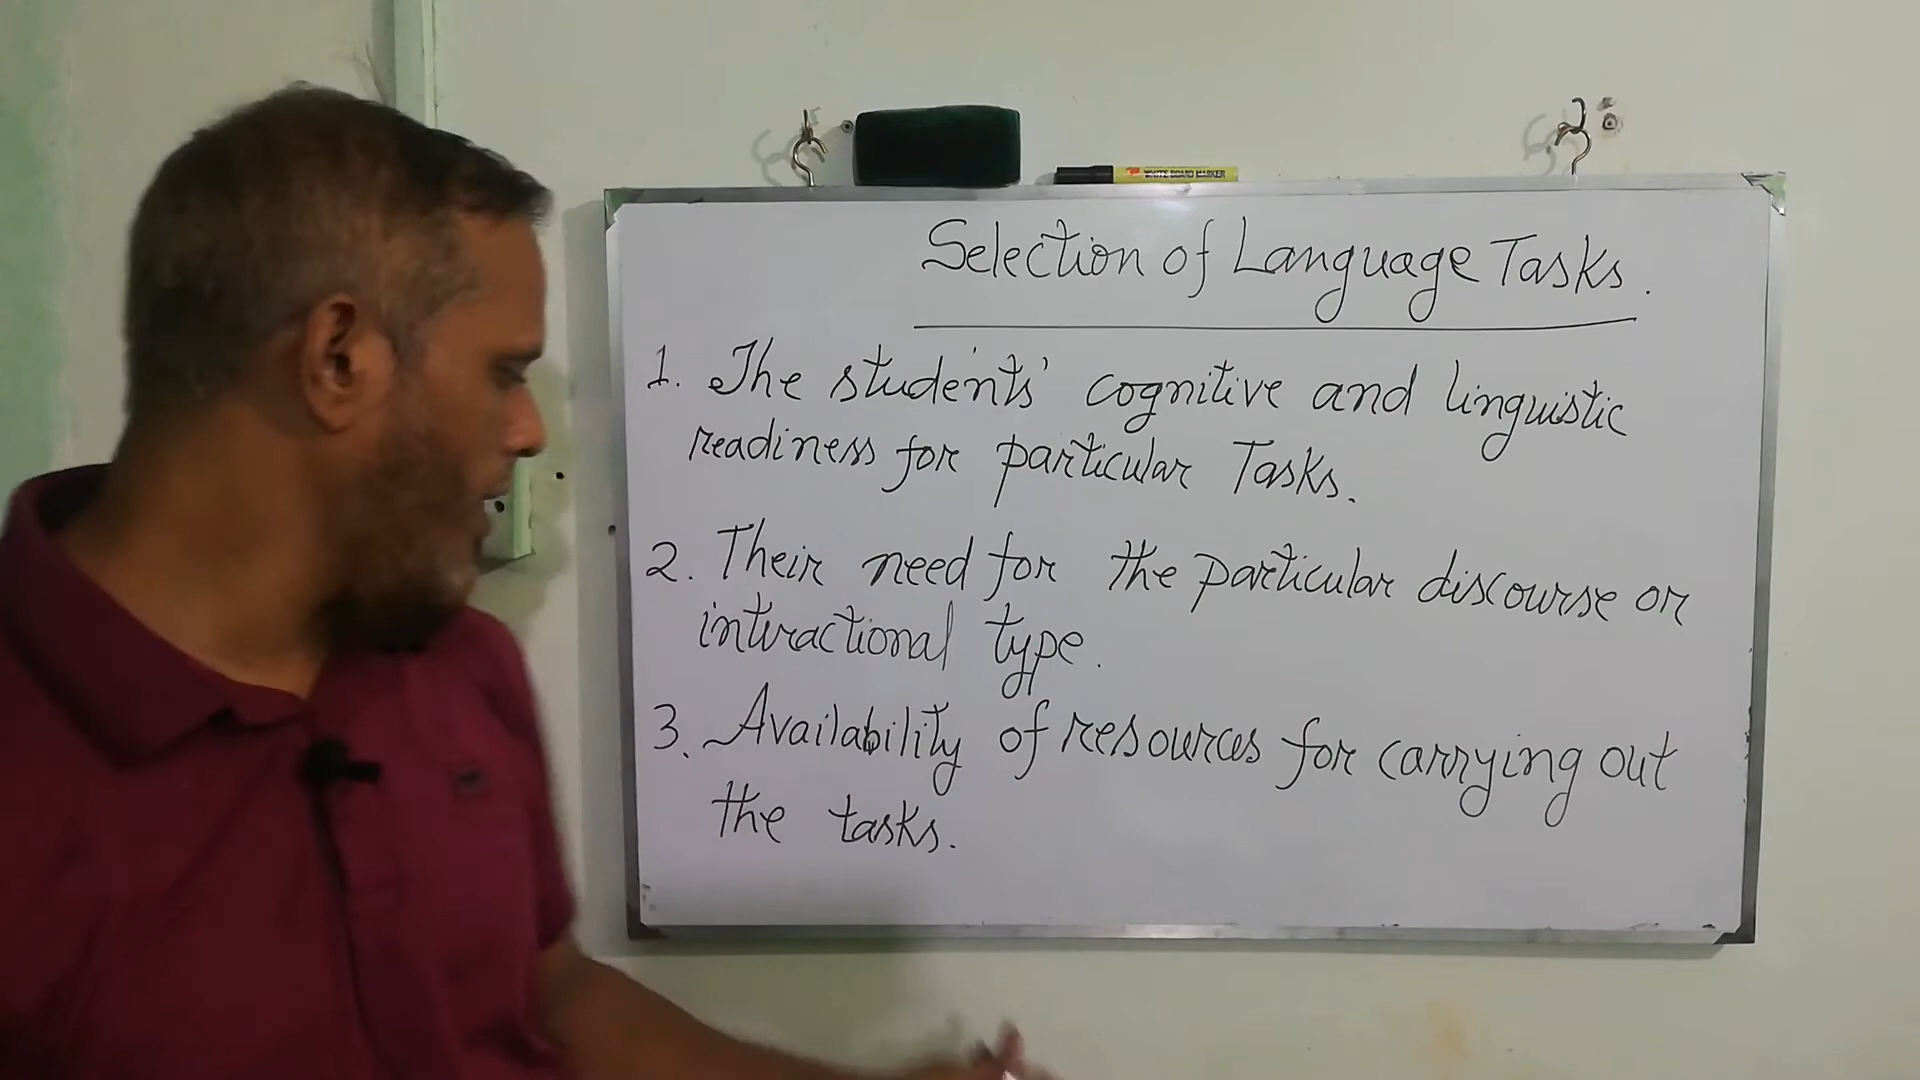 WHITE BOARD MARKER
Selection of Language Tasks.
1. The students' cognitive and linguistic
readiness for particular Tasks.
2. Their need for the particular discourse or
interactional type.
3. Availability of resources for carrying out
the tasks.